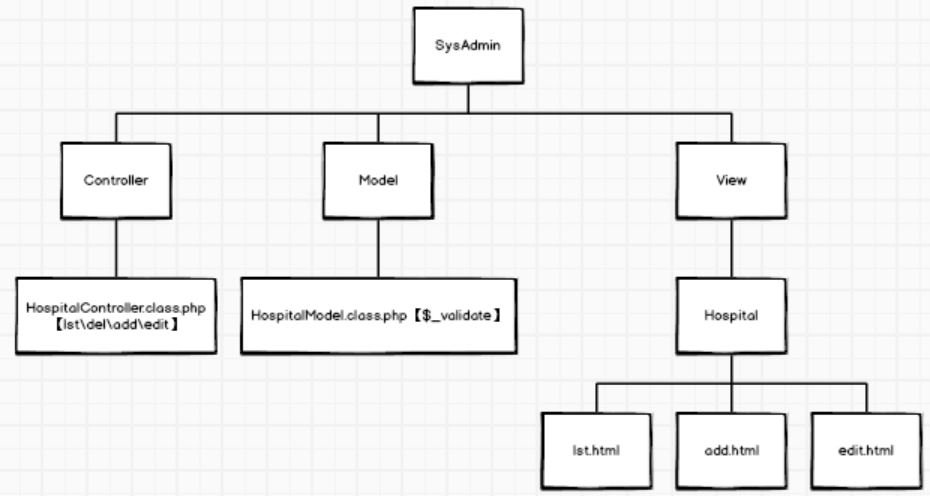 SysAdmin
Controller
Model
View
HospitalController.class.php
【lst\del\add\edit】
HospitalModel.class.php【$_validate】
Hospital
lst.html
add.html
edit.html